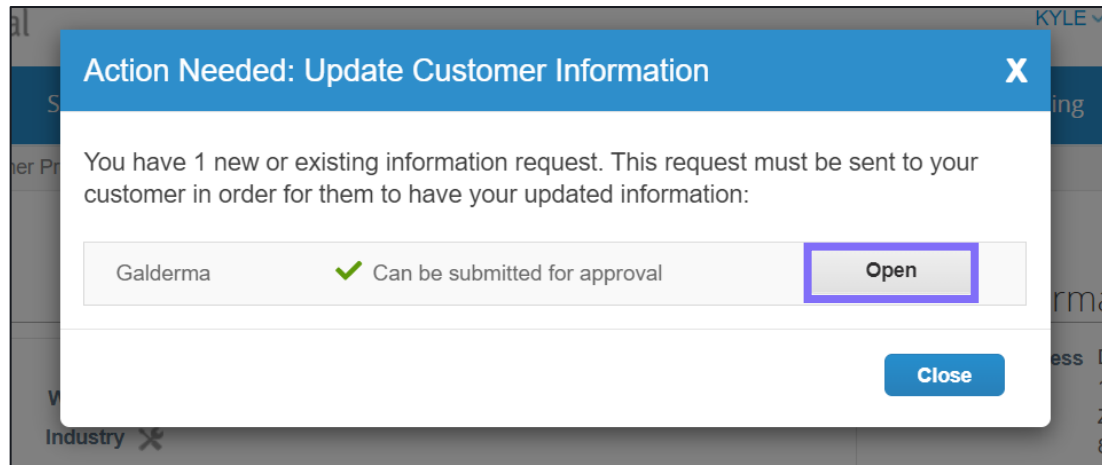 al
KYLE
Action Needed: Update Customer Information X
ing
You have 1 new or existing information request. This request must be sent to your
customer in order for them to have your updated information:
Galderma Can be submitted for approval Open
Close
Industry